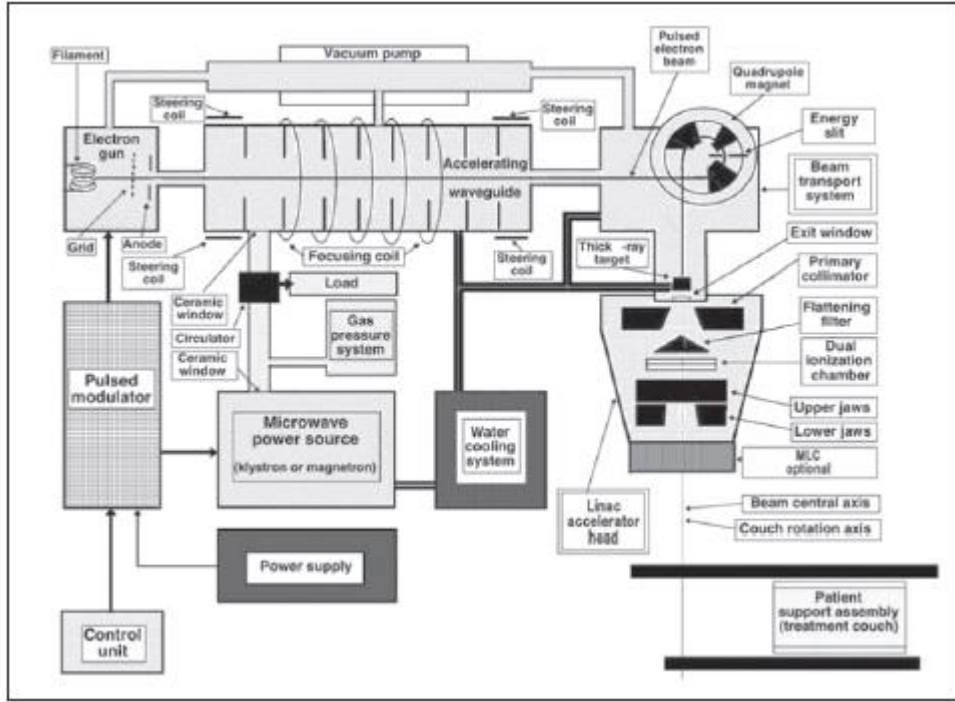 Vacuum pump
Filament
Pulsed
electron
beam
Quadrupole
magnet
Steering
coil
Steering
coil
Energy
slit
Electron
gun
Accelerating
waveguide
Beam
transport
system
Grid
Anode
Steering
coil
Focusing coil
Steering
coil
Thick -ray
target
Exit window
Primary
collimator
Load
Ceramic
window
Circulator
Ceramic
window
Gas
pressure
system
Flattening
filter
Dual
ionization
chamber
Pulsed
modulator
Microwave
power source
(klystron or magnetron)
Water
cooling
system
Upper jaws
Lower jaws
MLC
optional
Linac
accelerator
head
Beam central axis
Couch rotation axis
Power supply
Control
unit
Patient
support assembly
(treatment couch)